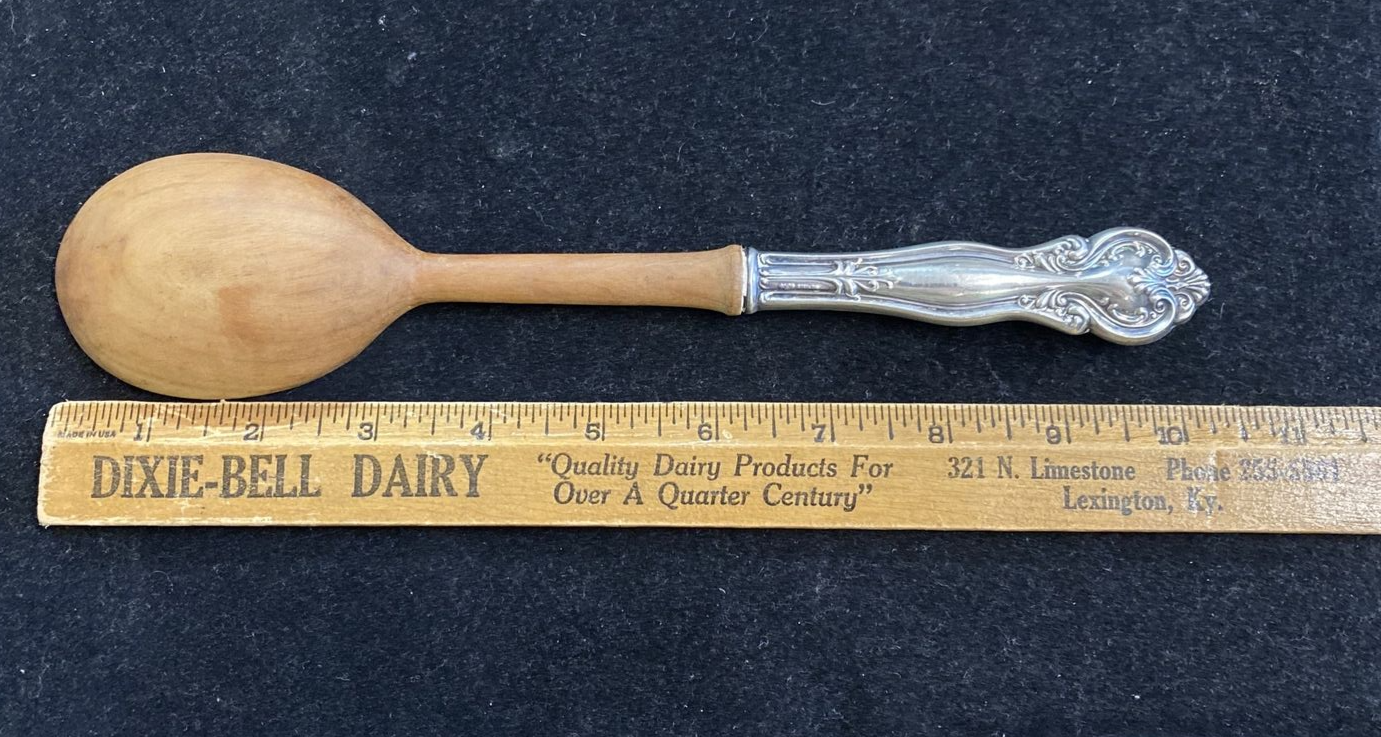 1 2 3 4 5 6 7 8 9 10 11
MADE IN USA
DIXIE-BELL DAIRY
“Quality Dairy Products For
Over A Quarter Century”
321 N. Limestone Phone
Lexington, Ky.